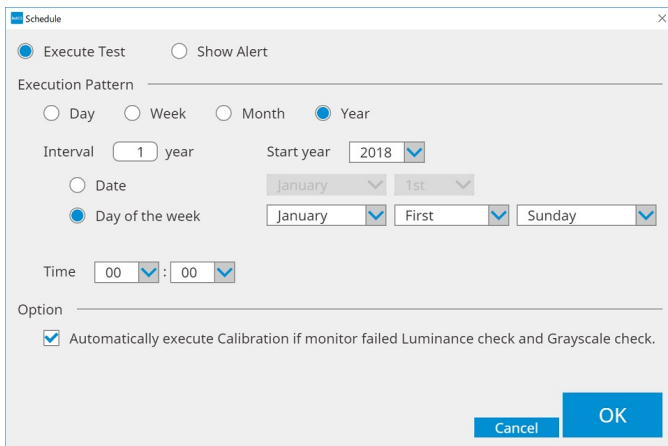 Schedule
Execute Test Show Alert
Execution Pattern
Day Week Month Year
Interval 1 year Start year 2018
Date January 1st
Day of the week January First Sunday
Time 00 : 00
Option
Automatically execute Calibration if monitor failed Luminance check and Grayscale check.
OK
Cancel